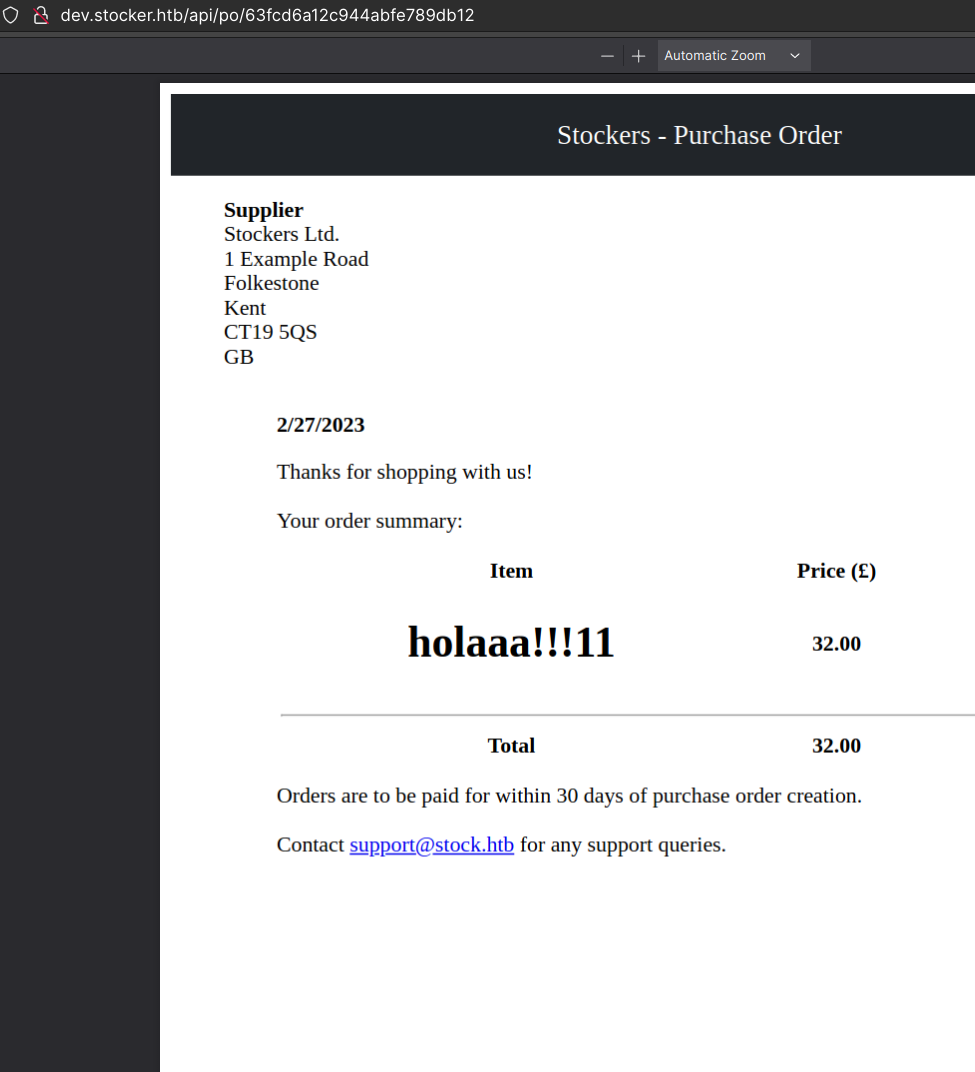 dev.stocker.htb/api/po/63fcd6a12c944abfe789db12
Automatic Zoom
Stockers - Purchase Order
Supplier
Stockers Ltd.
1 Example Road
Folkestone
Kent
CT19 5QS
GB
2/27/2023
Thanks for shopping with us!
Your order summary:
Item Price (£)
holaaa!!!11 32.00
Total 32.00
Orders are to be paid for within 30 days of purchase order creation.
Contact support@stock.htb for any support queries.